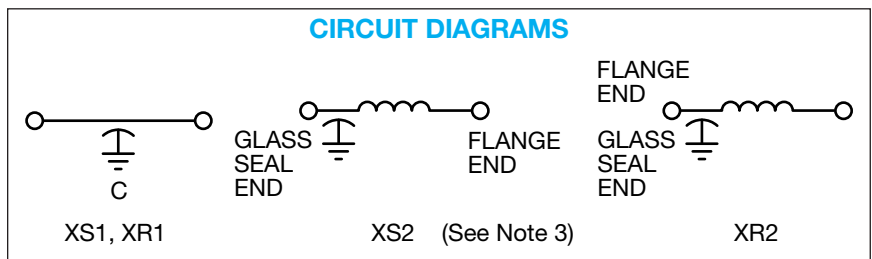 CIRCUIT DIAGRAMS
C
XS1, XR1
GLASS
SEAL
END
FLANGE
END
XS2 (See Note 3)
FLANGE
END
GLASS
SEAL
END
XR2